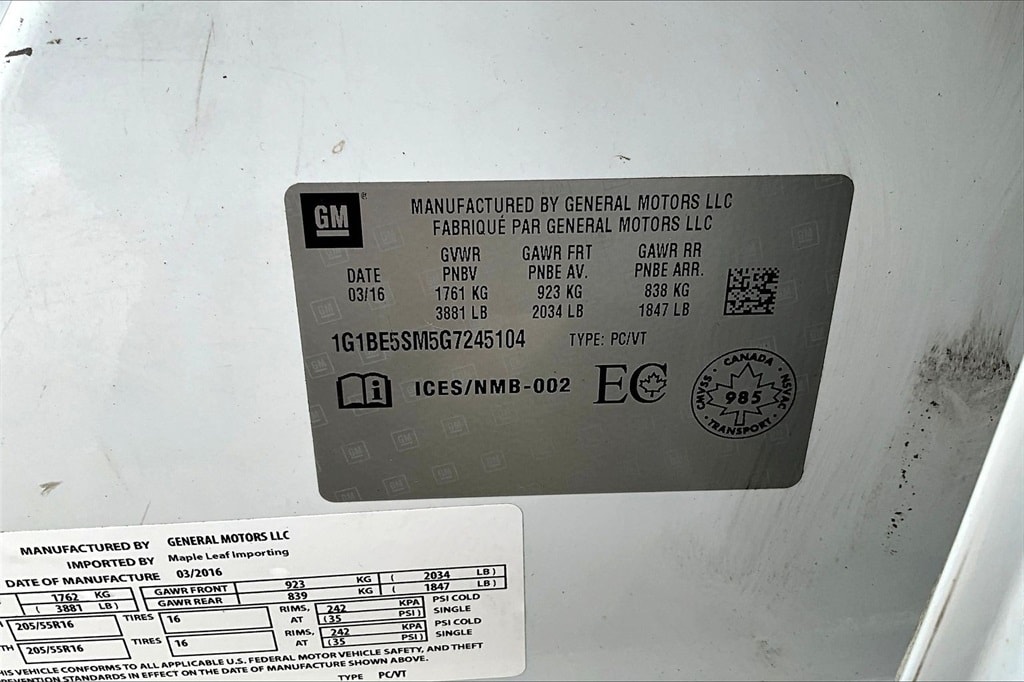 GM
MANUFACTURED BY GENERAL MOTORS LLC
FABRIQUÉ PAR GENERAL MOTORS LLC
GVWR GAWR FRT GAWR RR
DATE PNBV PNBE AV. PNBE ARR.
03/16 1761 KG 923 KG 838 KG
3881 LB 2034 LB 1847 LB
1G1BE5SM5G7245104 TYPE: PC/VT
i ICES/NMB-002 EC
CANADA
CMVSS 985 NSVAC
TRANSPORT
MANUFACTURED BY GENERAL MOTORS LLC
IMPORTED BY Maple Leaf Importing
DATE OF MANUFACTURE 03/2016
1762 KG GAWR FRONT 923 KG ( 2034 LB )
( 3881 LB ) GAWR REAR 839 KG ( 1847 LB )
205/55R16 TIRES 16 RIMS, AT 242 KPA (35 PSI) PSI COLD SINGLE
205/55R16 TIRES 16 RIMS, AT 242 KPA (35 PSI) PSI COLD SINGLE
VEHICLE CONFORMS TO ALL APPLICABLE U.S. FEDERAL MOTOR VEHICLE SAFETY, AND THEFT
STANDARDS IN EFFECT ON THE DATE OF MANUFACTURE SHOWN ABOVE.
TYPE PC/VT